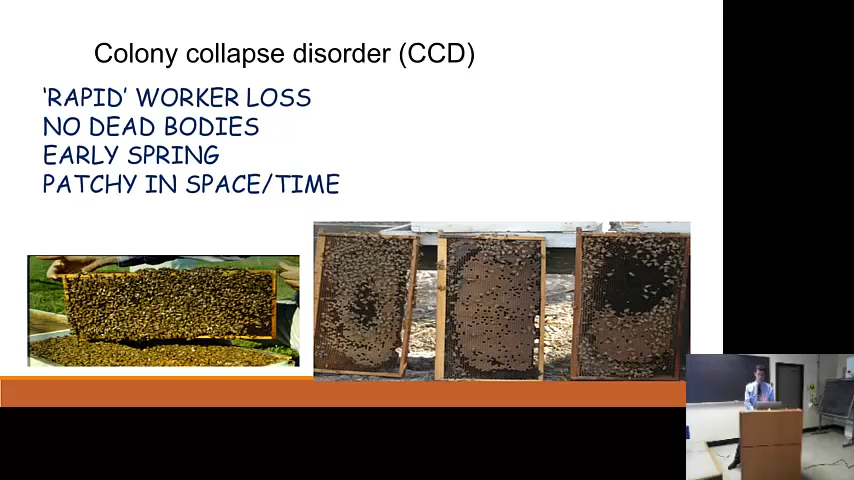 Colony collapse disorder (CCD)
‘RAPID’ WORKER LOSS
NO DEAD BODIES
EARLY SPRING
PATCHY IN SPACE/TIME